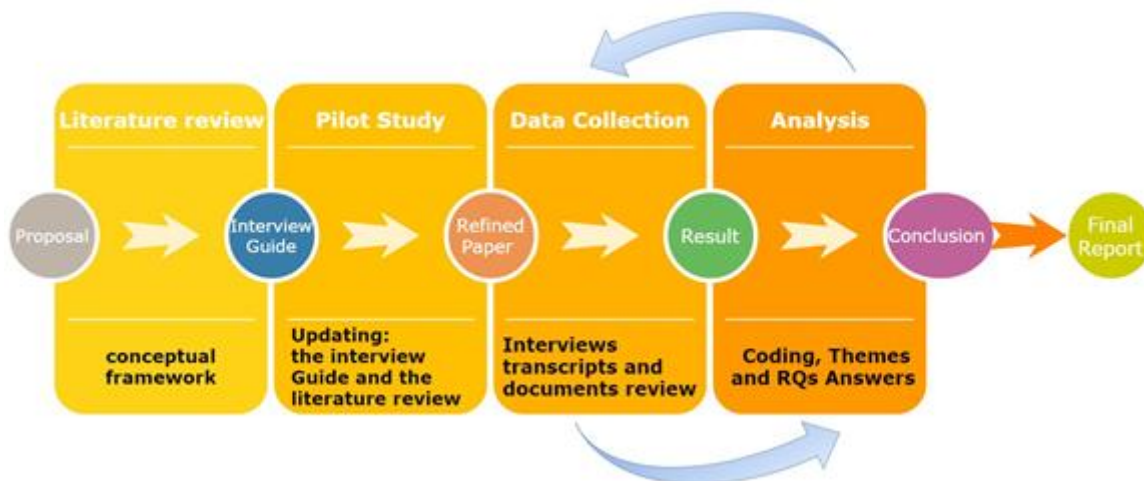 Literature review
Pilot Study
Data Collection
Analysis
Proposal
Interview
Guide
Refined
Paper
Result
Conclusion
Final
Report
conceptual
framework
Updating:
the interview
Guide and the
literature review
Interviews
transcripts and
documents review
Coding, Themes
and RQs Answers